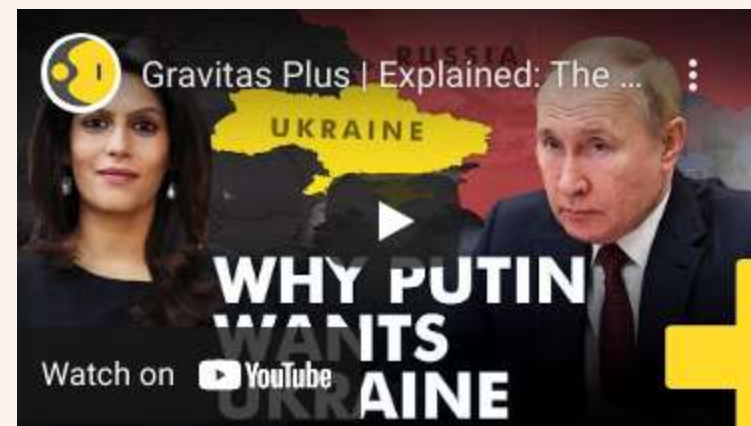 Gravitas Plus | Explained: The ...
RUSSIA
UKRAINE
WHY PUTIN
WANTS
UKRAINE
Watch on YouTube